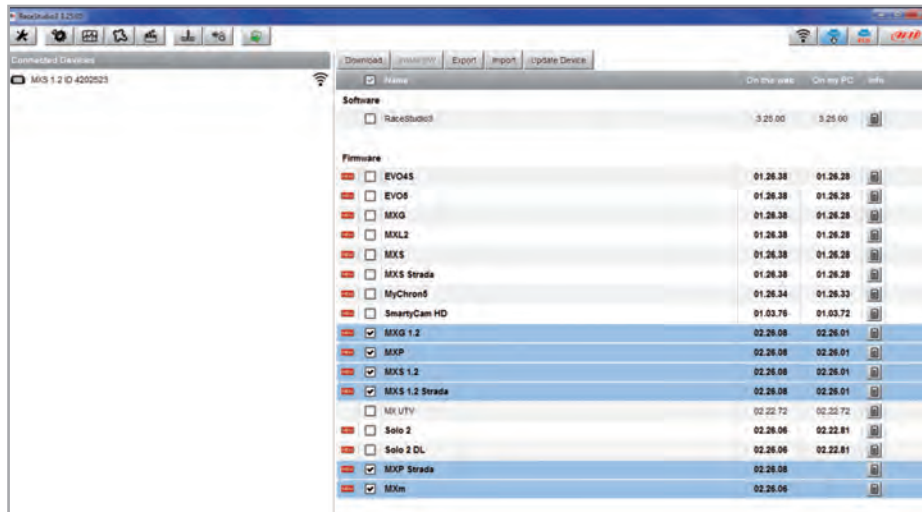 RaceStudio3 3.25.00
Connected Devices
MXS 1.2 ID 4202523
Download Export Import Update Device
Name On the web On my PC Info
Software
RaceStudio3 3.25.00 3.25.00
Firmware
EVO4S 01.26.38 01.26.28
EVO5 01.26.38 01.26.28
MXG 01.26.38 01.26.28
MXL2 01.26.38 01.26.28
MXS 01.26.38 01.26.28
MXS Strada 01.26.38 01.26.28
MyChron5 01.26.34 01.26.33
SmartyCam HD 01.03.76 01.03.72
MXG 1.2 02.26.08 02.26.01
MXP 02.26.08 02.26.01
MXS 1.2 02.26.08 02.26.01
MXS 1.2 Strada 02.26.08 02.26.01
MX UTV 02.22.72 02.22.72
Solo 2 02.26.06 02.22.81
Solo 2 DL 02.26.06 02.22.81
MXP Strada 02.26.08
MXm 02.26.06